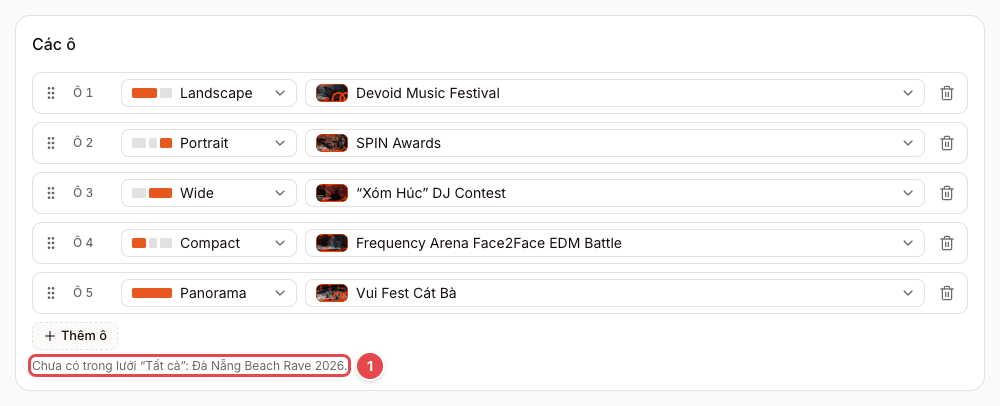 Các ô
Ô 1 Landscape Devoid Music Festival
Ô 2 Portrait SPIN Awards
Ô 3 Wide “Xóm Húc” DJ Contest
Ô 4 Compact Frequency Arena Face2Face EDM Battle
Ô 5 Panorama Vui Fest Cát Bà
+ Thêm ô
Chưa có trong lưới “Tất cả”: Đà Nẵng Beach Rave 2026. 1